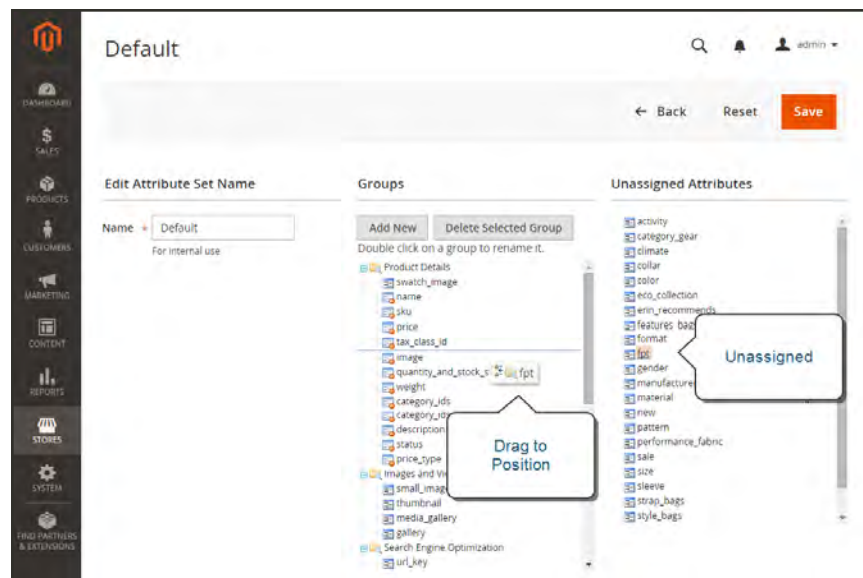 Default
admin
← Back Reset Save
DASHBOARD
$
SALES
PRODUCTS
CUSTOMERS
MARKETING
CONTENT
REPORTS
STORES
SYSTEM
FIND PARTNERS
& EXTENSIONS
Edit Attribute Set Name
Name * Default
For internal use
Groups
Add New Delete Selected Group
Double click on a group to rename it.
Product Details
swatch_image
name
sku
price
tax_class_id
image
quantity_and_stock_s
fpt
weight
category_ids
category_ids
description
status
price_type
Images and Vi
small_imag
thumbnail
media_gallery
gallery
Search Engine Optimization
url_key
Drag to
Position
Unassigned Attributes
activity
category_gear
climate
collar
color
eco_collection
erin_recommends
features_bags
format
fpt
gender
manufacture
material
new
pattern
performance_fabric
sale
size
sleeve
strap_bags
style_bags
Unassigned